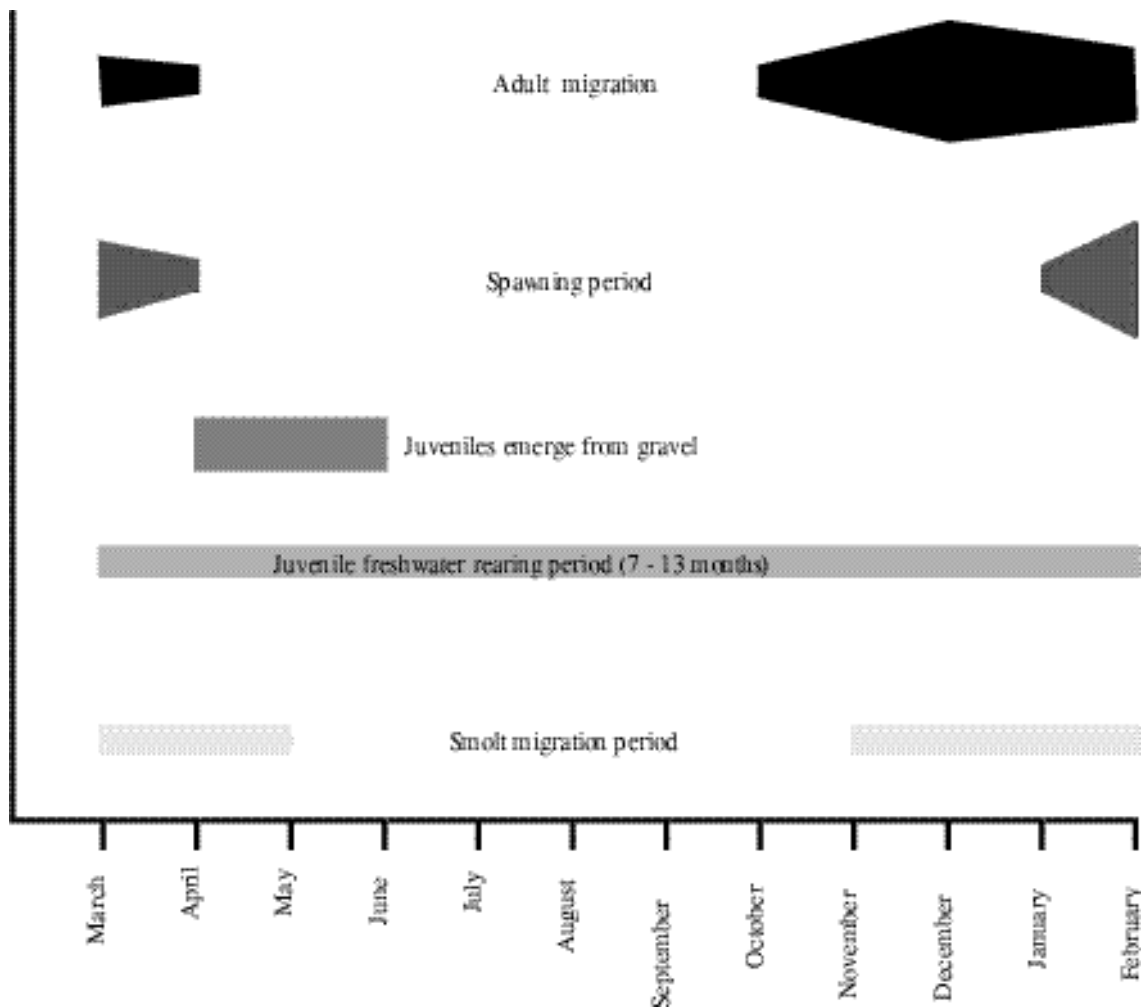 Adult migration
Spawning period
Juveniles emerge from gravel
Juvenile freshwater rearing period (7 - 13 months)
Smolt migration period
March
April
May
June
July
August
September
October
November
December
January
February